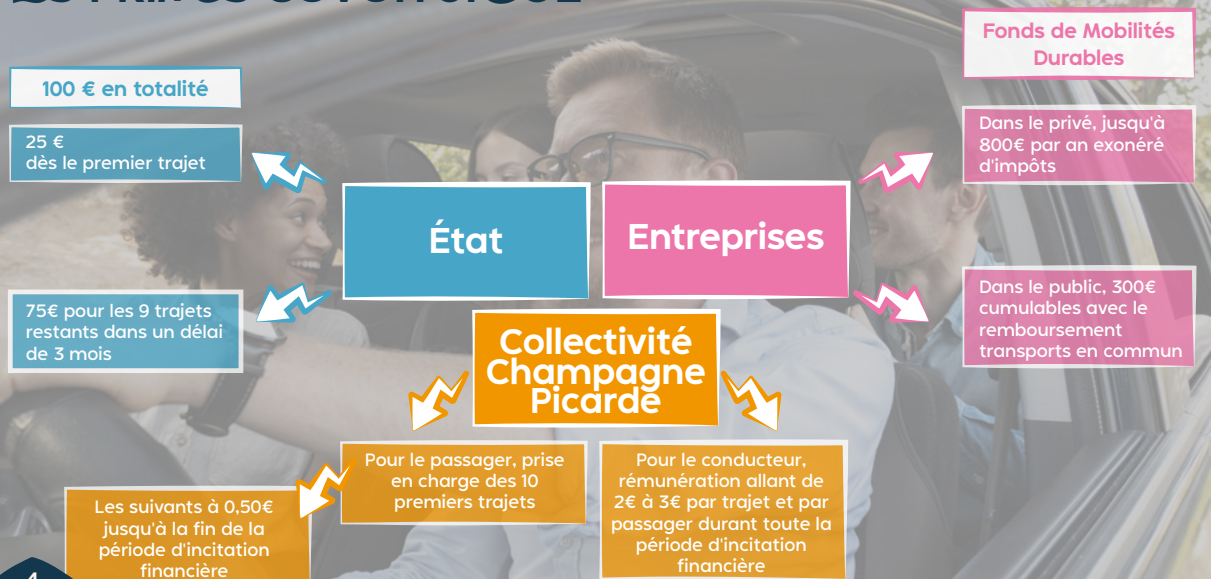 100 € en totalité
25 €
dès le premier trajet
75€ pour les 9 trajets
restants dans un délai
de 3 mois
État
Entreprises
Fonds de Mobilités
Durables
Dans le privé, jusqu'à
800€ par an exonéré
d'impôts
Dans le public, 300€
cumulables avec le
remboursement
transports en commun
Collectivité
Champagne
Picarde
Pour le passager, prise
en charge des 10
premiers trajets
Les suivants à 0,50€
jusqu'à la fin de la
période d'incitation
financière
Pour le conducteur,
rémunération allant de
2€ à 3€ par trajet et par
passager durant toute la
période d'incitation
financière